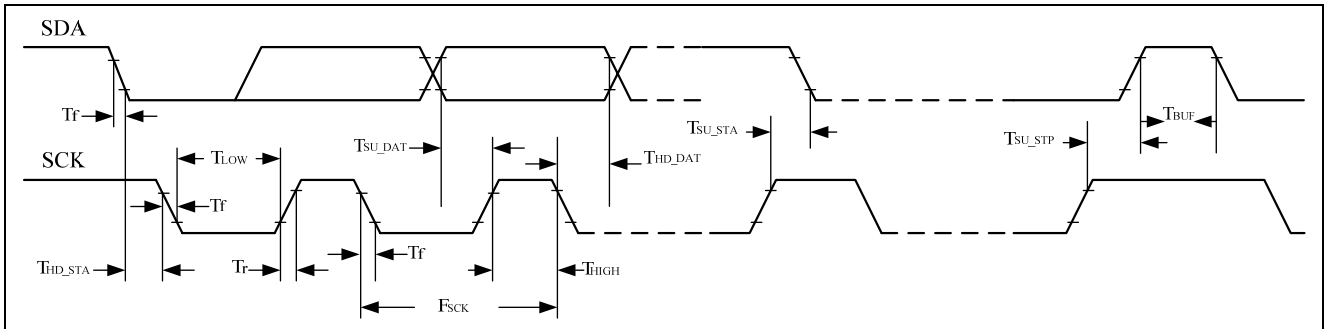 SDA
Tf
TSU_DAT
TSU_STA
TSU_STP
TBUF
SCK
TLOW
THD_DAT
Tf
Tf
THD_STA
Tr
THIGH
FSCK